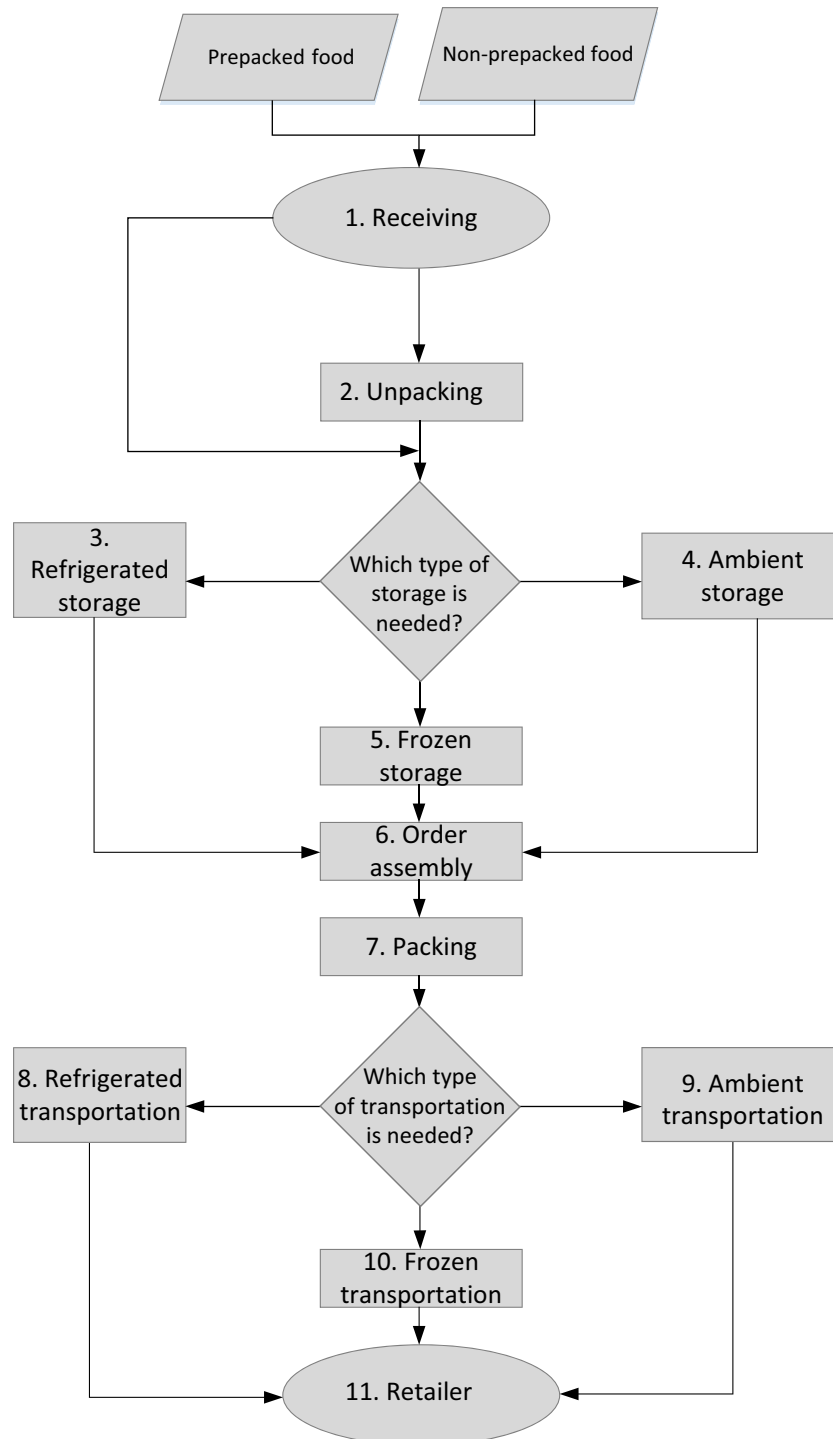 Prepacked food
Non-prepacked food
1. Receiving
2. Unpacking
3.
Refrigerated
storage
Which type of
storage is
needed?
4. Ambient
storage
5. Frozen
storage
6. Order
assembly
7. Packing
8. Refrigerated
transportation
Which type
of transportation
is needed?
9. Ambient
transportation
10. Frozen
transportation
11. Retailer